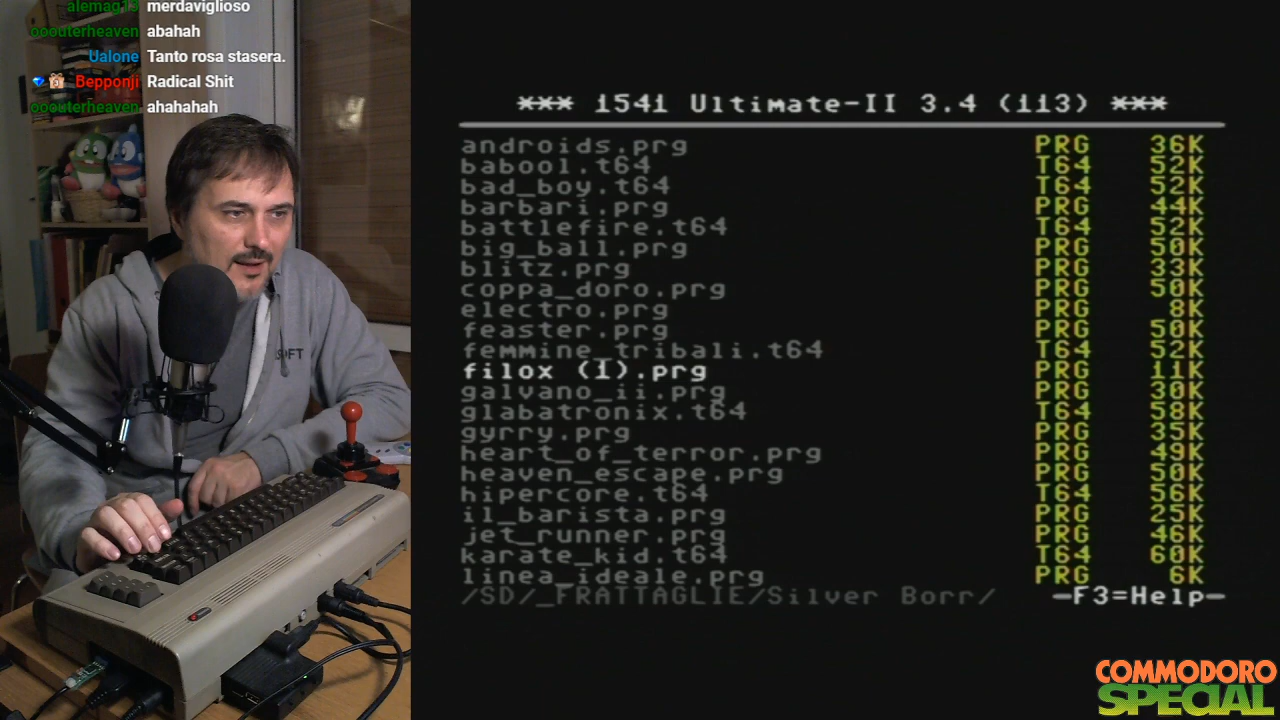 alemag13 merdaviglioso
ooouterheaven abahah
Ualone Tanto rosa stasera.
Bepponji Radical Shit
ooouterheaven ahahahah
*** 1541 Ultimate-II 3.4 (113) ***
androids.prg PRG 36K
babool.t64 T64 52K
bad_boy.t64 T64 52K
barbari.prg PRG 44K
battlefire.t64 T64 52K
big_ball.prg PRG 50K
blitz.prg PRG 33K
coppa_doro.prg PRG 50K
electro.prg PRG 8K
feaster.prg PRG 50K
femmine_tribali.t64 T64 52K
filox (I).prg PRG 11K
galvano_ii.prg PRG 30K
glabatronix.t64 T64 58K
gyrry.prg PRG 35K
heart_of_terror.prg PRG 49K
heaven_escape.prg PRG 50K
hipercore.t64 T64 56K
il_barista.prg PRG 25K
jet_runner.prg PRG 46K
karate_kid.t64 T64 60K
linea_ideale.prg PRG 6K
/SD/_FRATTAGLIE/Silver Borr/ F3=Help
COMMODORO
SPECIAL